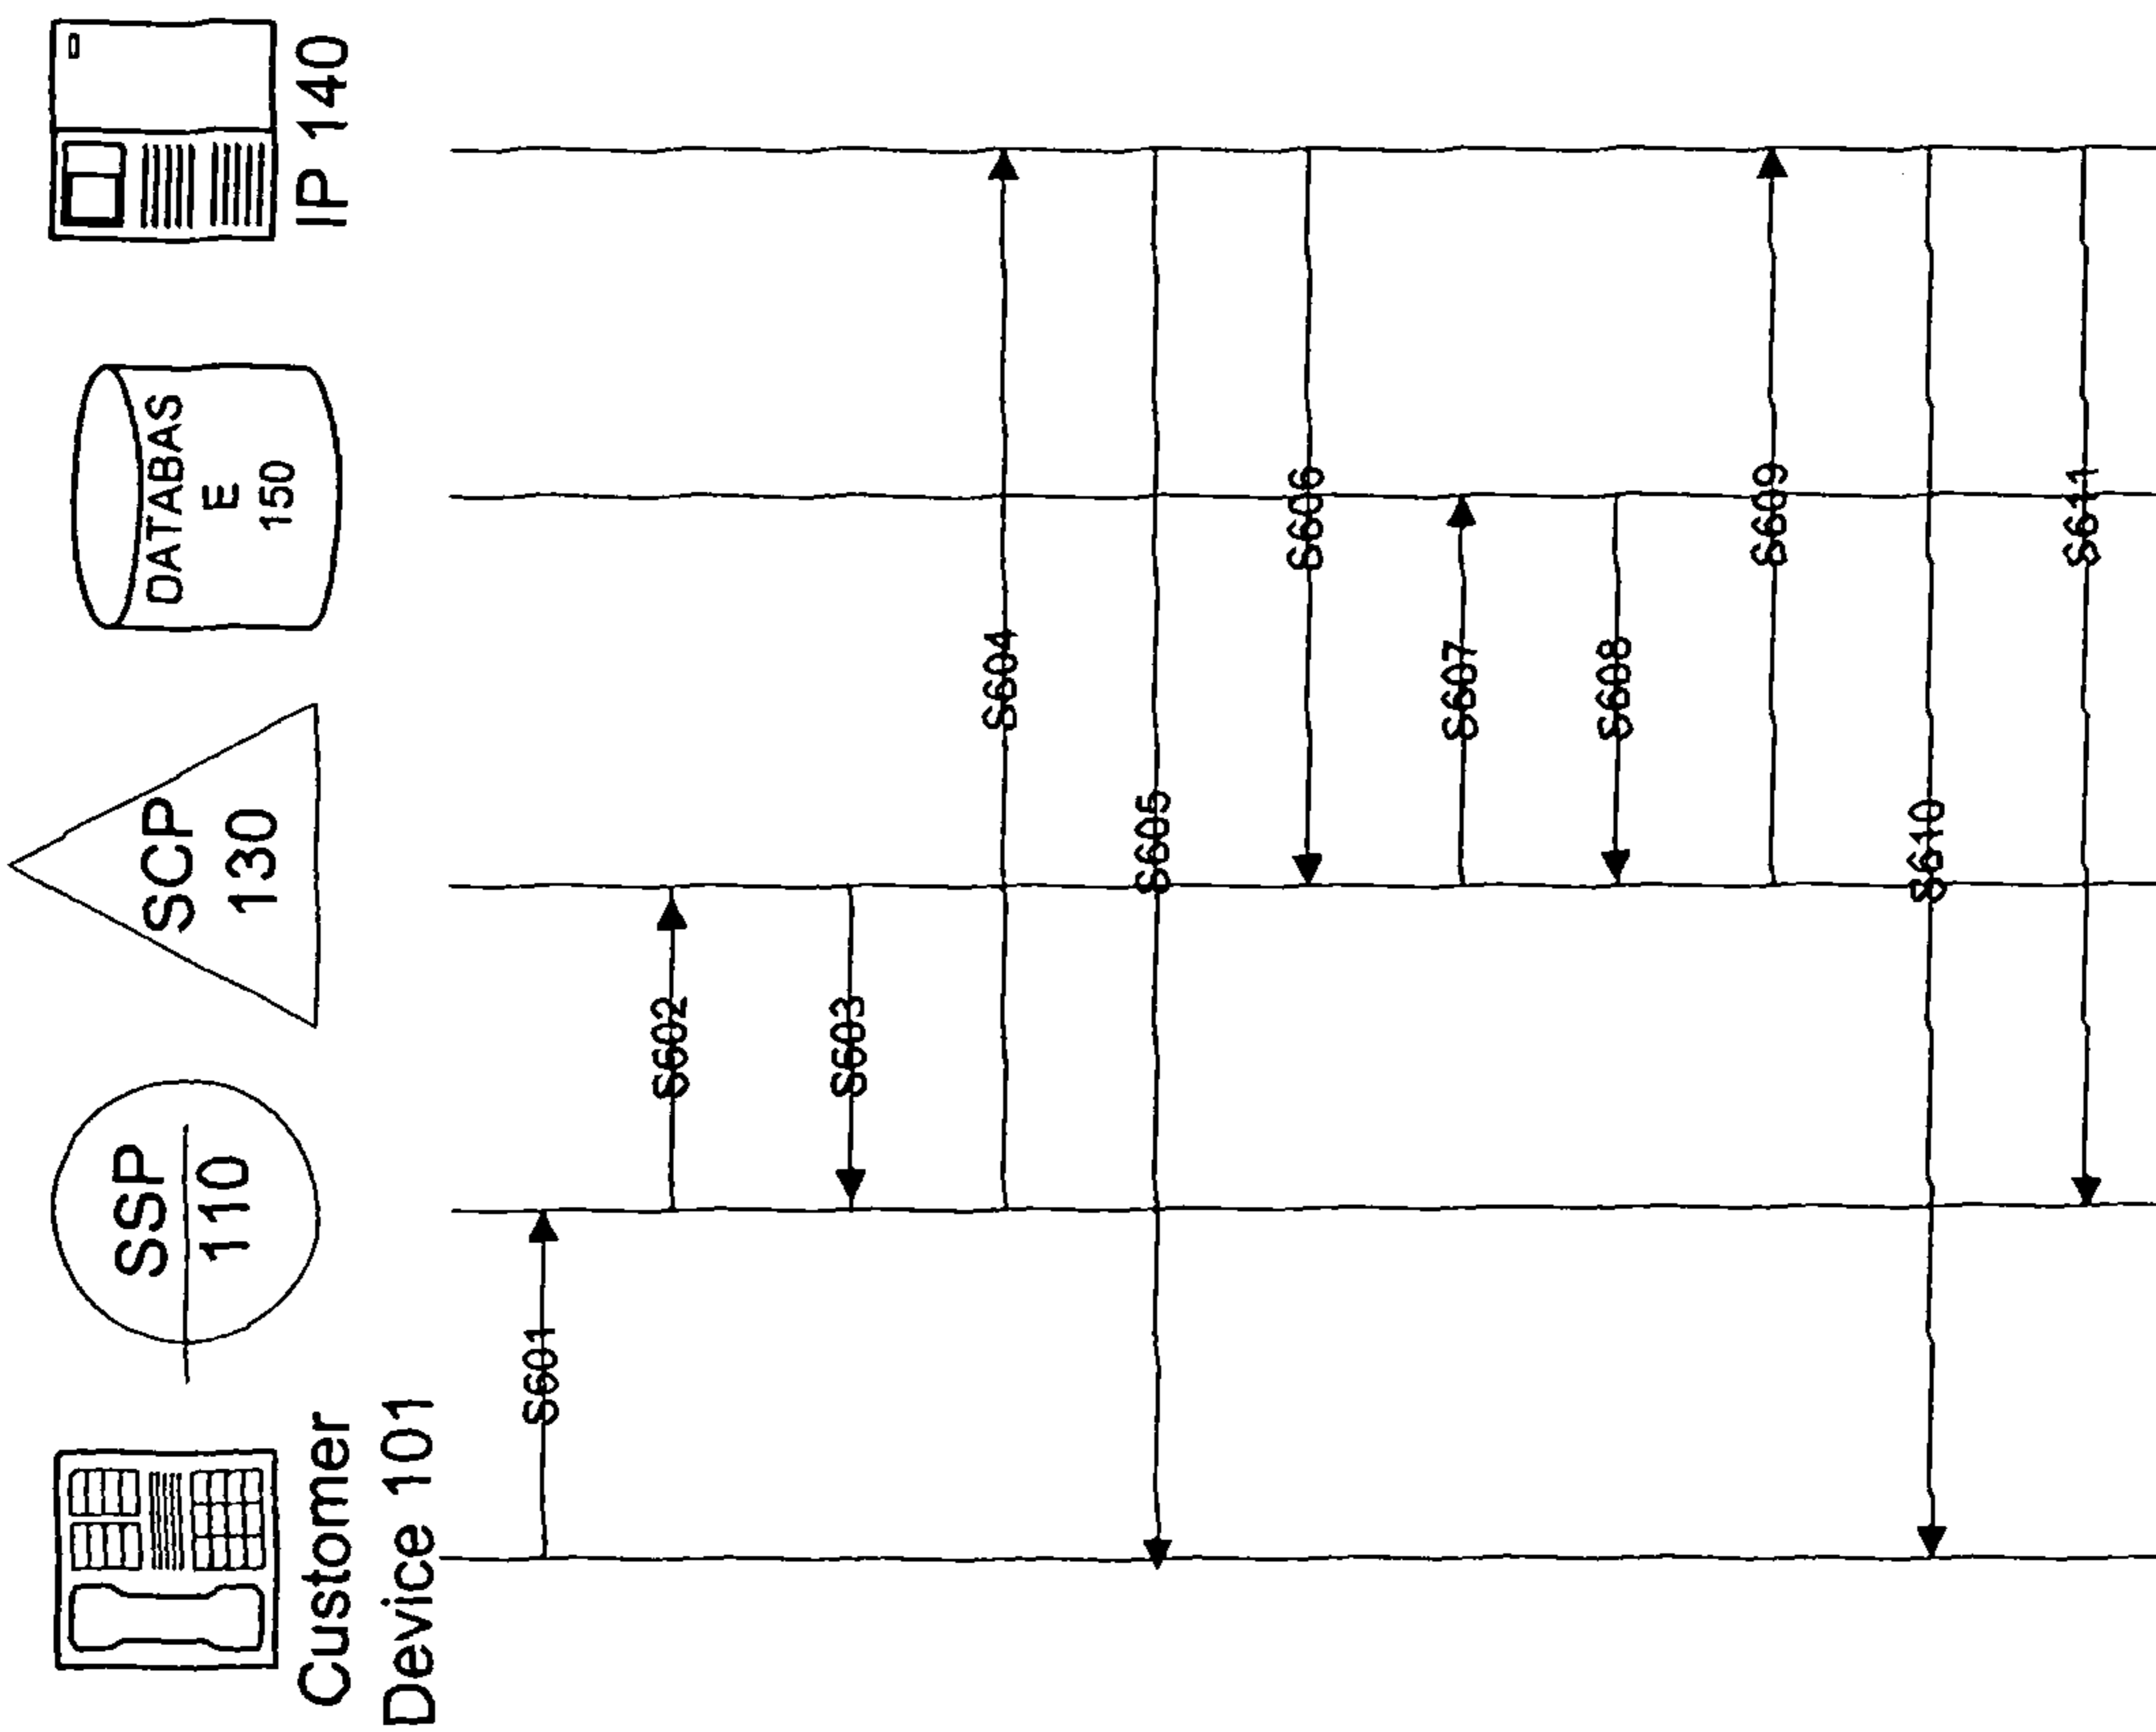 Customer
Device 101
SSP
110
SCP
130
DATABAS
E
150
IP 140
S601
S602
S603
S604
S605
S606
S607
S608
S609
S610
S611